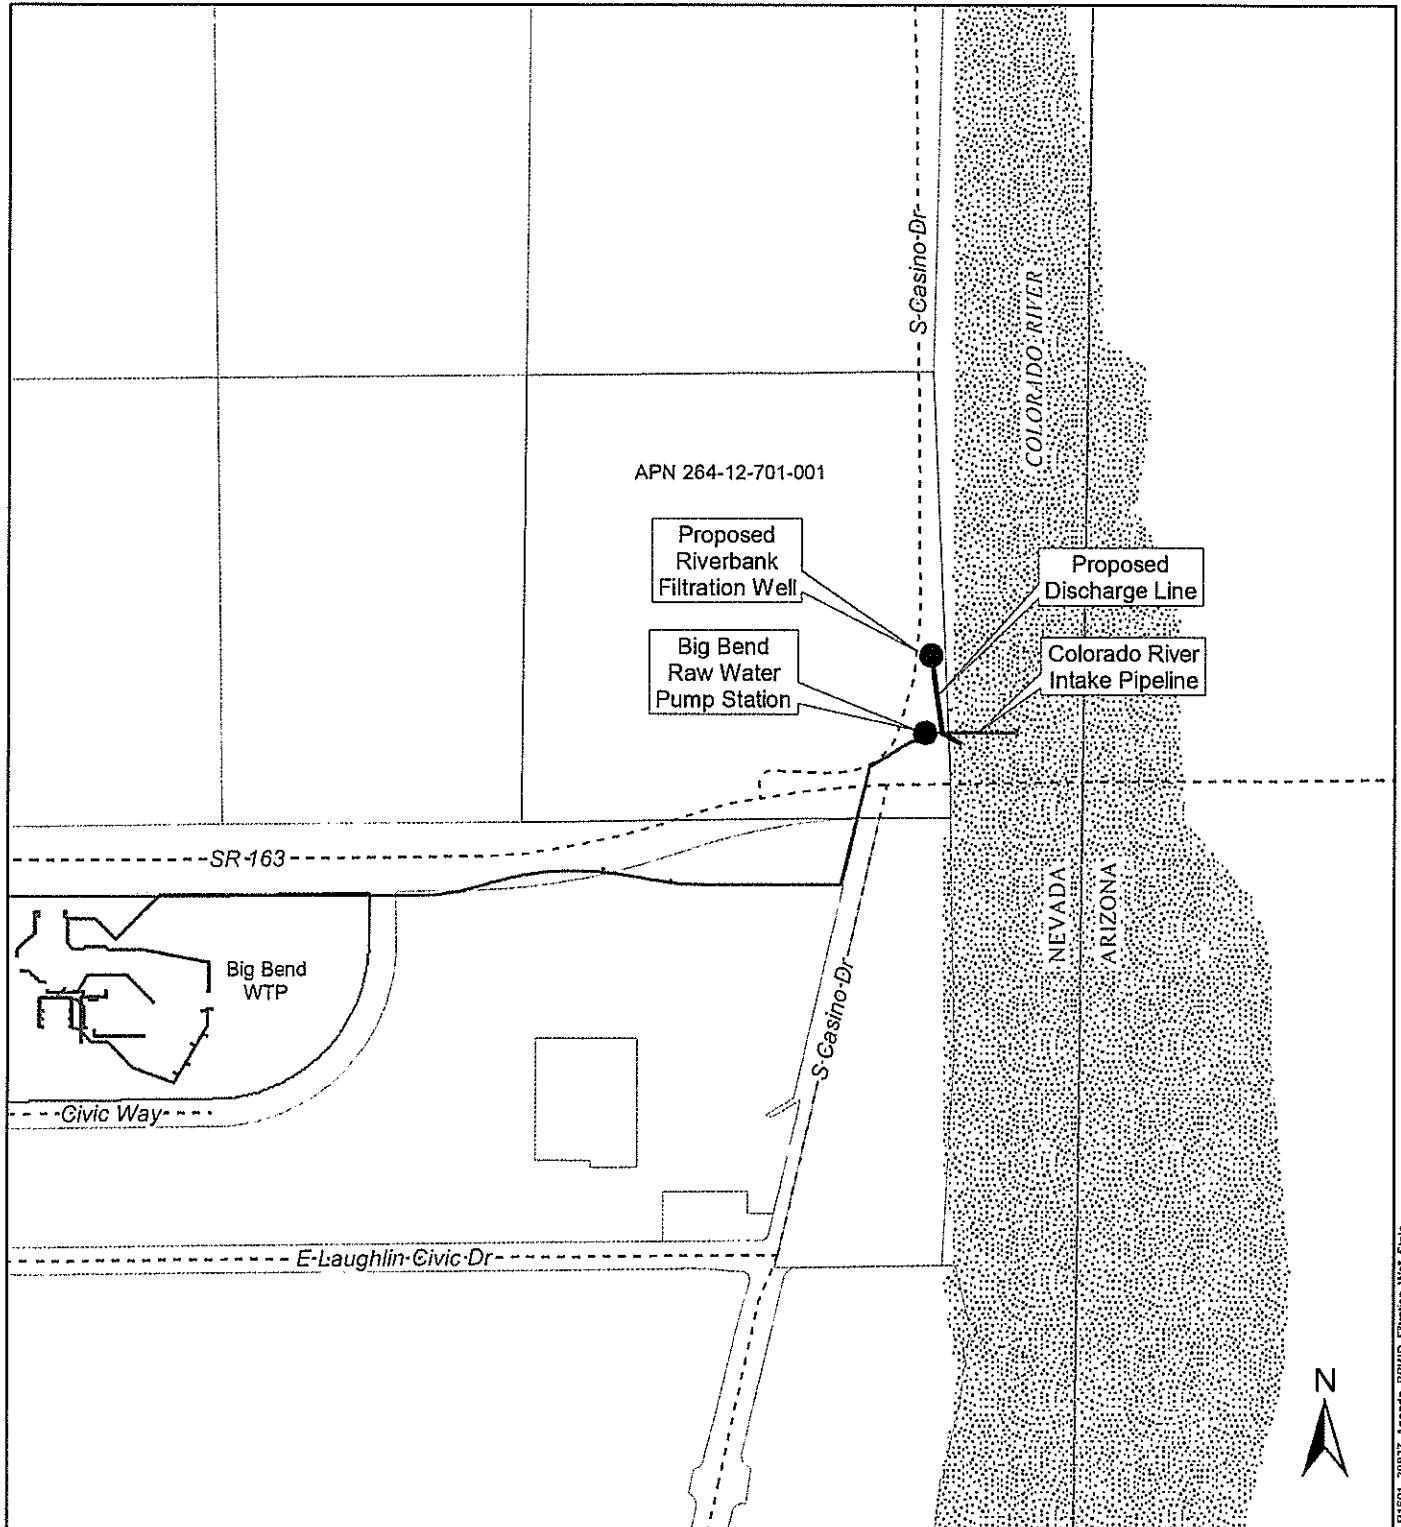 S Casino Dr
COLORADO RIVER
APN 264-12-701-001
Proposed
Riverbank
Filtration Well
Proposed
Discharge Line
Big Bend
Raw Water
Pump Station
Colorado River
Intake Pipeline
SR 163
NEVADA
ARIZONA
Big Bend
WTP
S Casino Dr
Civic Way
E Laughlin Civic Dr
N